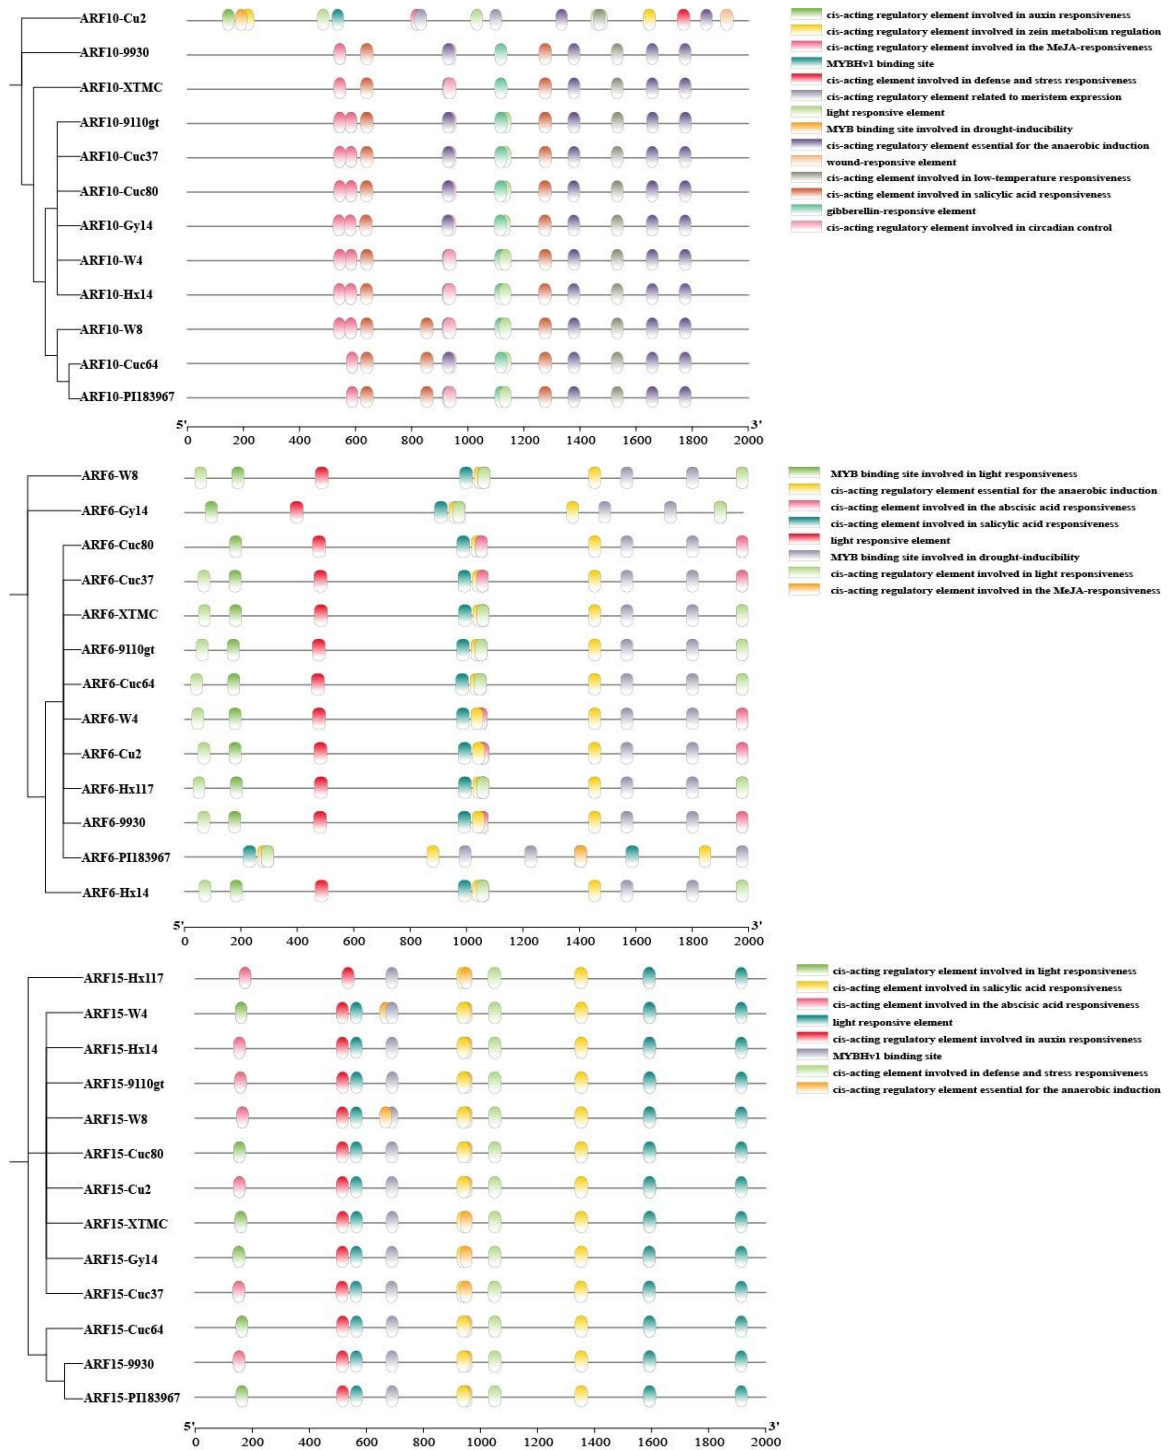 ARF10-Cu2
ARF10-9930
ARF10-XTMC
ARF10-9110gt
ARF10-Cuc37
ARF10-Cuc80
ARF10-Gy14
ARF10-W4
ARF10-Hx14
ARF10-W8
ARF10-Cuc64
ARF10-PI183967
5' 3'
0 200 400 600 800 1000 1200 1400 1600 1800 2000
cis-acting regulatory element involved in auxin responsiveness
cis-acting regulatory element involved in zein metabolism regulation
cis-acting regulatory element involved in the MeJA-responsiveness
MYBHv1 binding site
cis-acting element involved in defense and stress responsiveness
cis-acting regulatory element related to meristem expression
light responsive element
MYB binding site involved in drought-inducibility
cis-acting regulatory element essential for the anaerobic induction
wound-responsive element
cis-acting element involved in low-temperature responsiveness
cis-acting element involved in salicylic acid responsiveness
gibberellin-responsive element
cis-acting regulatory element involved in circadian control
ARF6-W8
ARF6-Gy14
ARF6-Cuc80
ARF6-Cuc37
ARF6-XTMC
ARF6-9110gt
ARF6-Cuc64
ARF6-W4
ARF6-Cu2
ARF6-Hx117
ARF6-9930
ARF6-PI183967
ARF6-Hx14
5' 3'
0 200 400 600 800 1000 1200 1400 1600 1800 2000
MYB binding site involved in light responsiveness
cis-acting regulatory element essential for the anaerobic induction
cis-acting element involved in the abscisic acid responsiveness
cis-acting element involved in salicylic acid responsiveness
light responsive element
MYB binding site involved in drought-inducibility
cis-acting regulatory element involved in light responsiveness
cis-acting regulatory element involved in the MeJA-responsiveness
ARF15-Hx117
ARF15-W4
ARF15-Hx14
ARF15-9110gt
ARF15-W8
ARF15-Cuc80
ARF15-Cu2
ARF15-XTMC
ARF15-Gy14
ARF15-Cuc37
ARF15-Cuc64
ARF15-9930
ARF15-PI183967
5' 3'
0 200 400 600 800 1000 1200 1400 1600 1800 2000
cis-acting regulatory element involved in light responsiveness
cis-acting element involved in salicylic acid responsiveness
cis-acting element involved in the abscisic acid responsiveness
light responsive element
cis-acting regulatory element involved in auxin responsiveness
MYBHv1 binding site
cis-acting element involved in defense and stress responsiveness
cis-acting regulatory element essential for the anaerobic induction